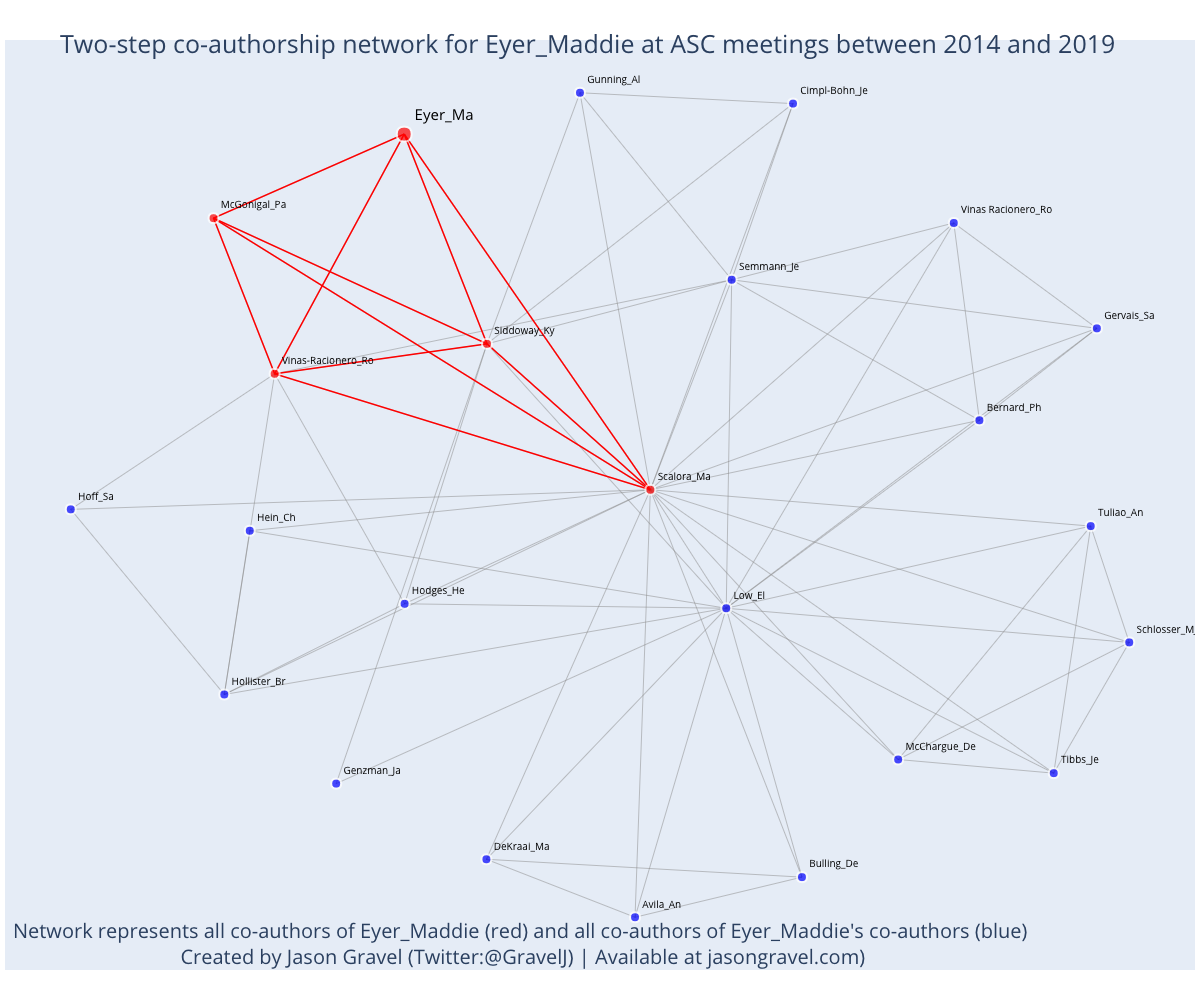 Two-step co-authorship network for Eyer_Maddie at ASC meetings between 2014 and 2019
Gunning_Al
Cimpl-Bohn_Je
Eyer_Ma
McGonigal_Pa
Vinas Racionero_Ro
Semmann_Je
Gervais_Sa
Siddoway_Ky
Vinas-Racionero_Ro
Bernard_Ph
Scalora_Ma
Hoff_Sa
Hein_Ch
Tuliao_An
Hodges_He
Low_El
Schlosser_MJ
Hollister_Br
McChargue_De
Tibbs_Je
Genzman_Ja
DeKraai_Ma
Bulling_De
Avila_An
Network represents all co-authors of Eyer_Maddie (red) and all co-authors of Eyer_Maddie's co-authors (blue)
Created by Jason Gravel (Twitter:@GravelJ) | Available at jasongravel.com)